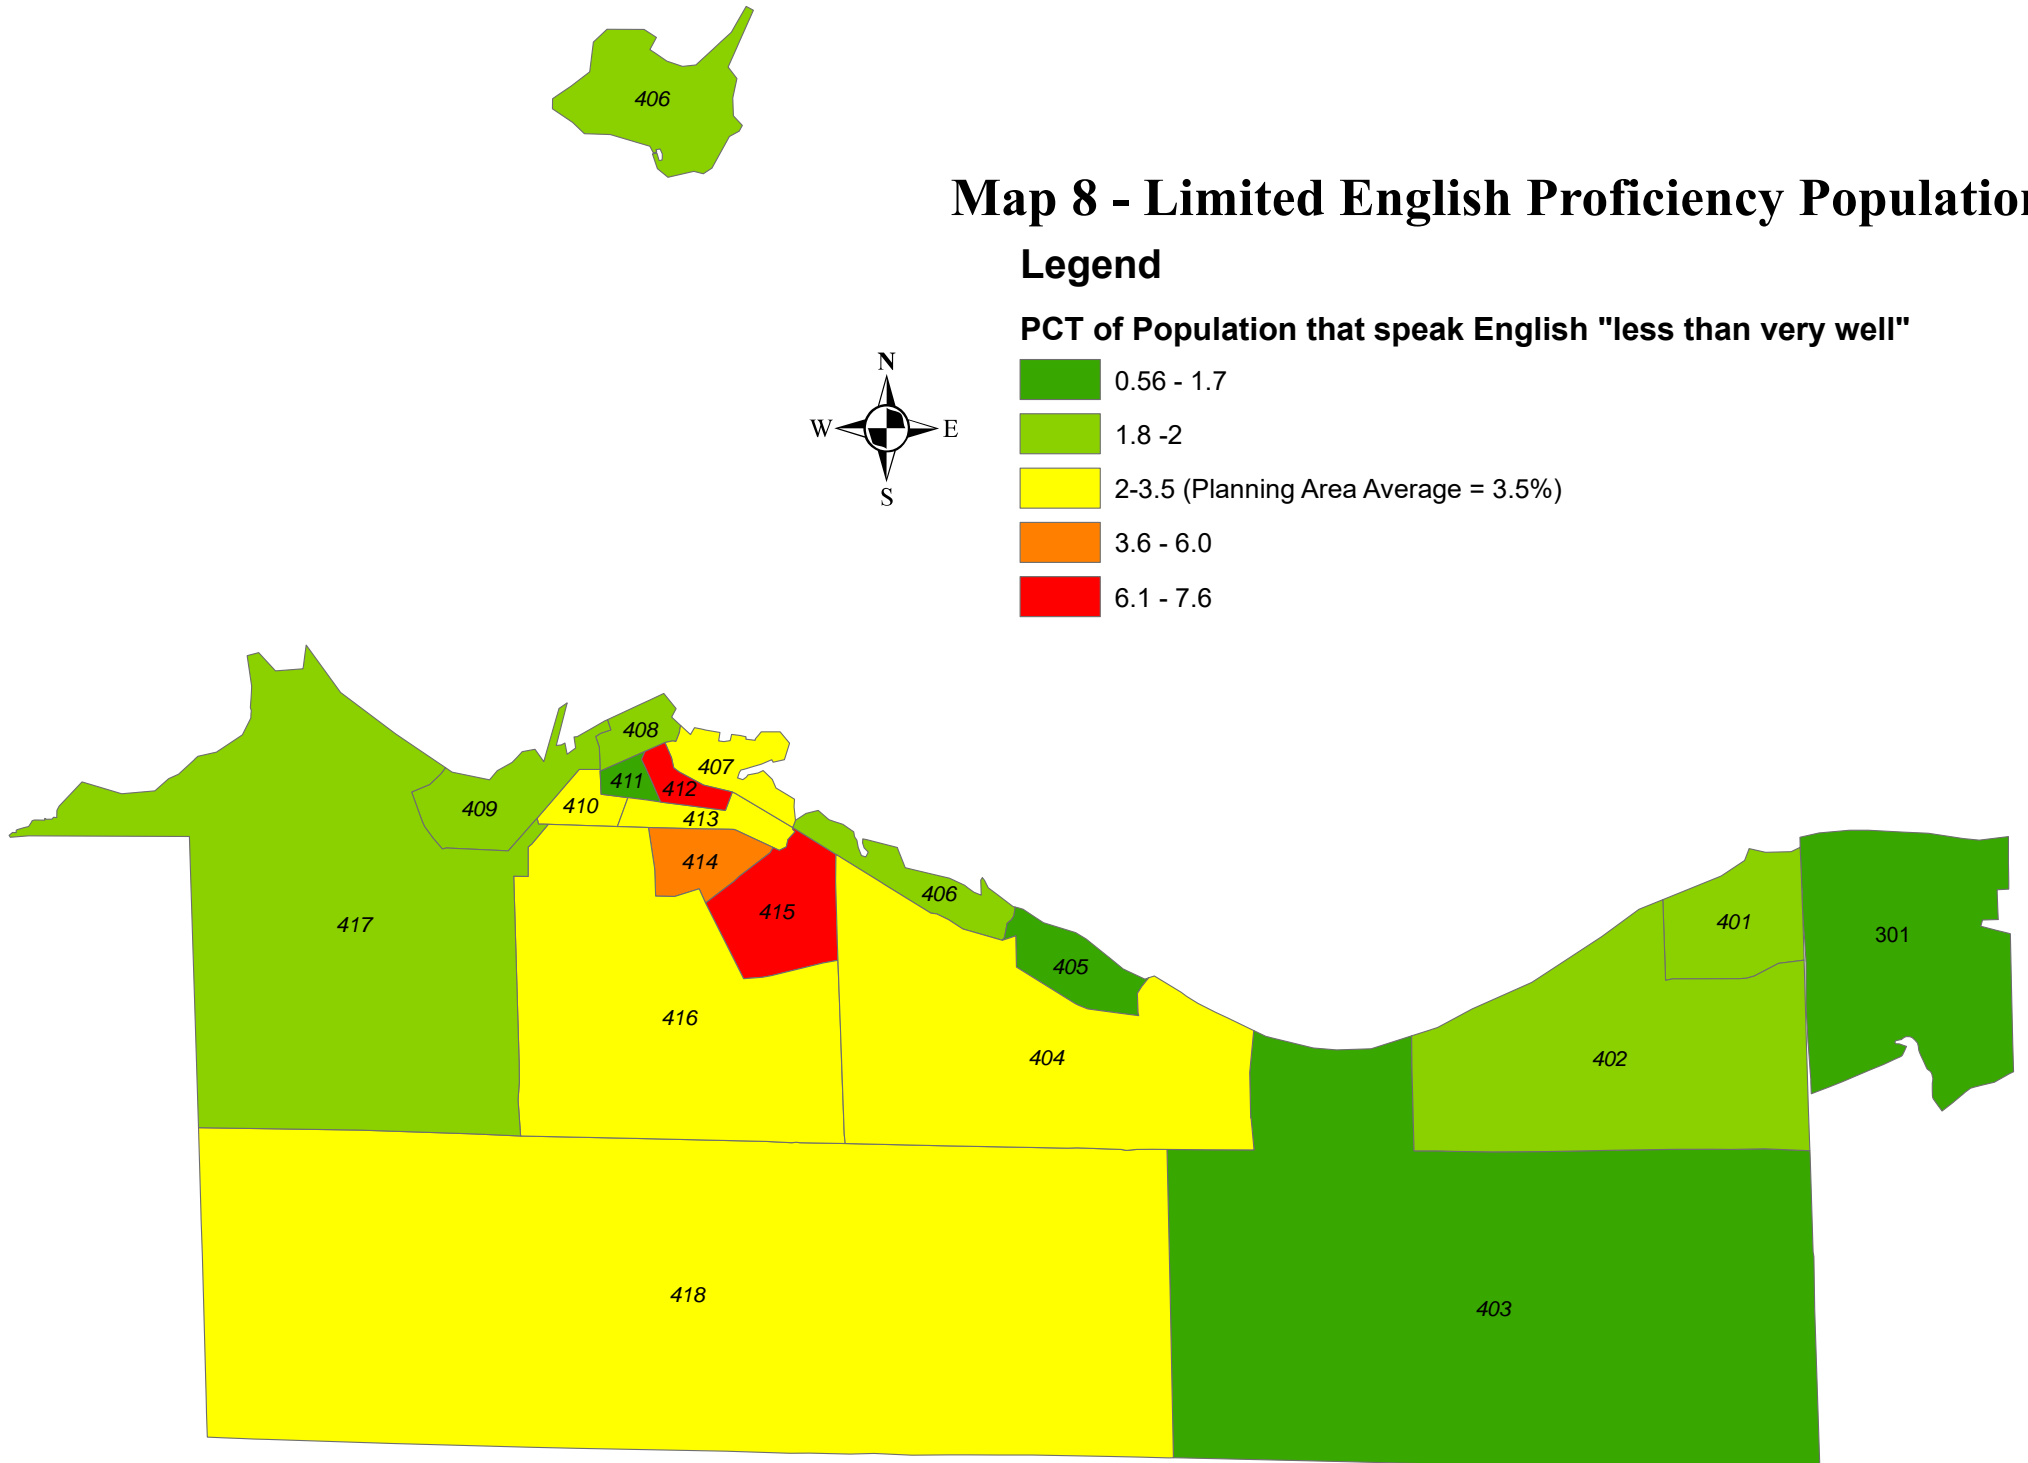 406
Map 8 - Limited English Proficiency Population
Legend
PCT of Population that speak English "less than very well"
0.56 - 1.7
1.8 -2
2-3.5 (Planning Area Average = 3.5%)
3.6 - 6.0
6.1 - 7.6
N
W E
S
408
407
411
412
409
410
413
414
406
415
417
401
301
405
416
404
402
418
403